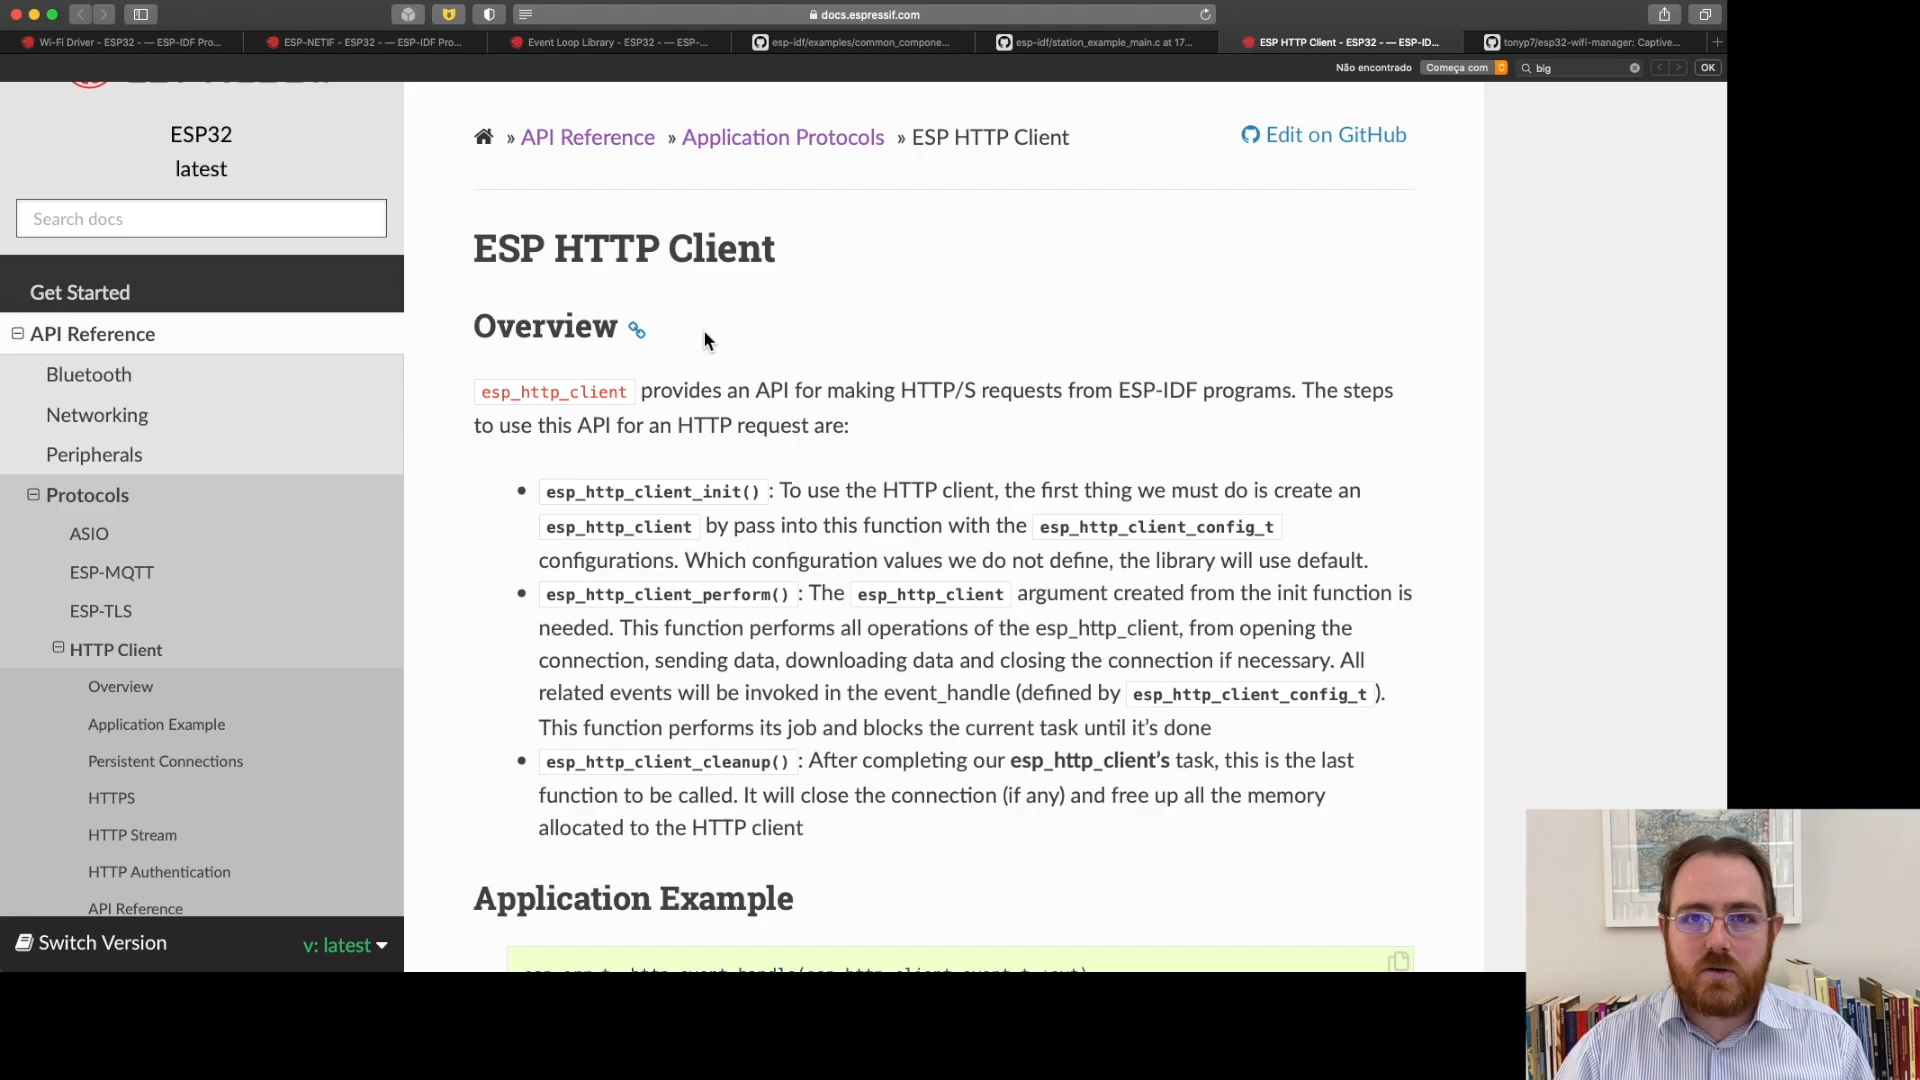 docs.espressif.com
Wi-Fi Driver - ESP32 - — ESP-IDF Pro...
ESP-NETIF - ESP32 - — ESP-IDF Pro...
Event Loop Library - ESP32 - — ESP-...
esp-idf/examples/common_compone...
esp-idf/station_example_main.c at 17...
ESP HTTP Client - ESP32 - — ESP-ID...
tonyp7/esp32-wifi-manager: Captive...
Não encontrado Começa com big OK
ESP32
latest
Search docs
Get Started
API Reference
Bluetooth
Networking
Peripherals
Protocols
ASIO
ESP-MQTT
ESP-TLS
HTTP Client
Overview
Application Example
Persistent Connections
HTTPS
HTTP Stream
HTTP Authentication
API Reference
Switch Version v: latest
» API Reference » Application Protocols » ESP HTTP Client
Edit on GitHub
ESP HTTP Client
Overview
esp_http_client provides an API for making HTTP/S requests from ESP-IDF programs. The steps
to use this API for an HTTP request are:
• esp_http_client_init() : To use the HTTP client, the first thing we must do is create an
esp_http_client by pass into this function with the esp_http_client_config_t
configurations. Which configuration values we do not define, the library will use default.
• esp_http_client_perform() : The esp_http_client argument created from the init function is
needed. This function performs all operations of the esp_http_client, from opening the
connection, sending data, downloading data and closing the connection if necessary. All
related events will be invoked in the event_handle (defined by esp_http_client_config_t ).
This function performs its job and blocks the current task until it’s done
• esp_http_client_cleanup() : After completing our esp_http_client’s task, this is the last
function to be called. It will close the connection (if any) and free up all the memory
allocated to the HTTP client
Application Example